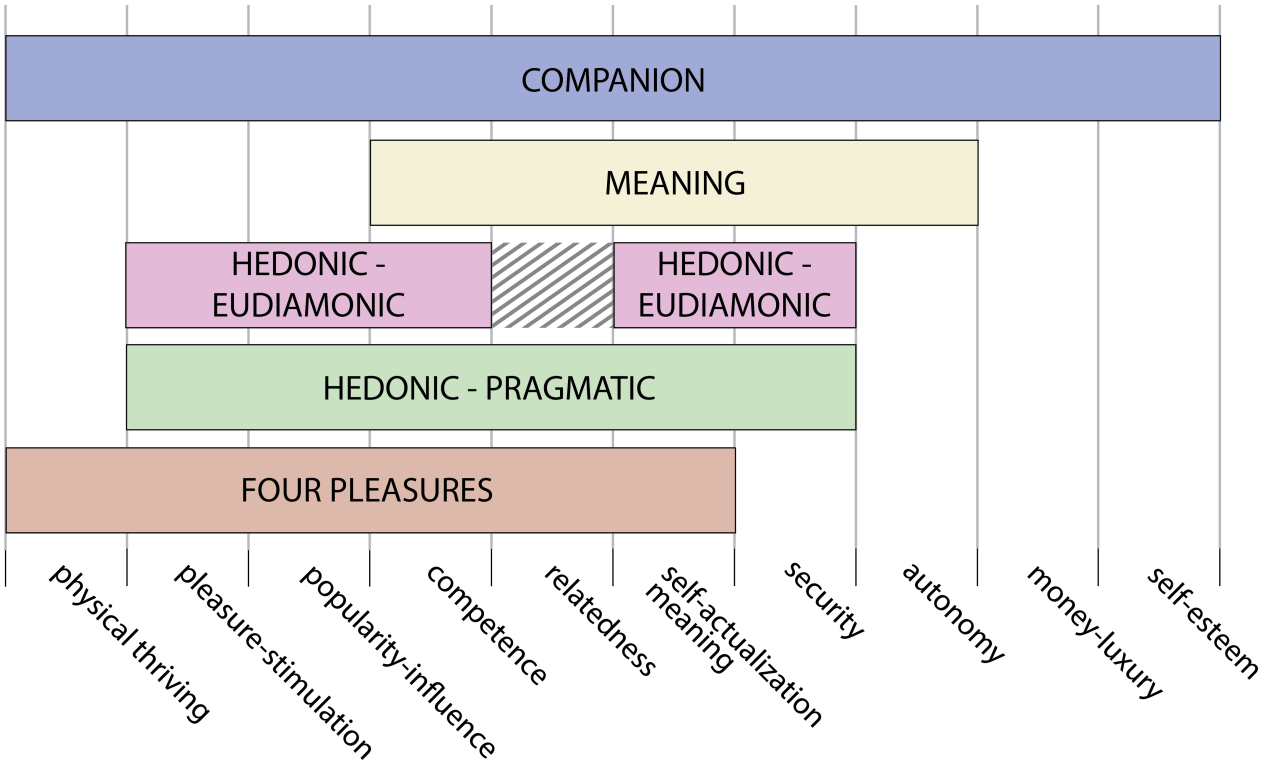 COMPANION
MEANING
HEDONIC -
EUDIAMONIC
HEDONIC -
EUDIAMONIC
HEDONIC - PRAGMATIC
FOUR PLEASURES
physical thriving
pleasure-stimulation
popularity-influence
competence
relatedness
self-actualization
meaning
security
autonomy
money-luxury
self-esteem